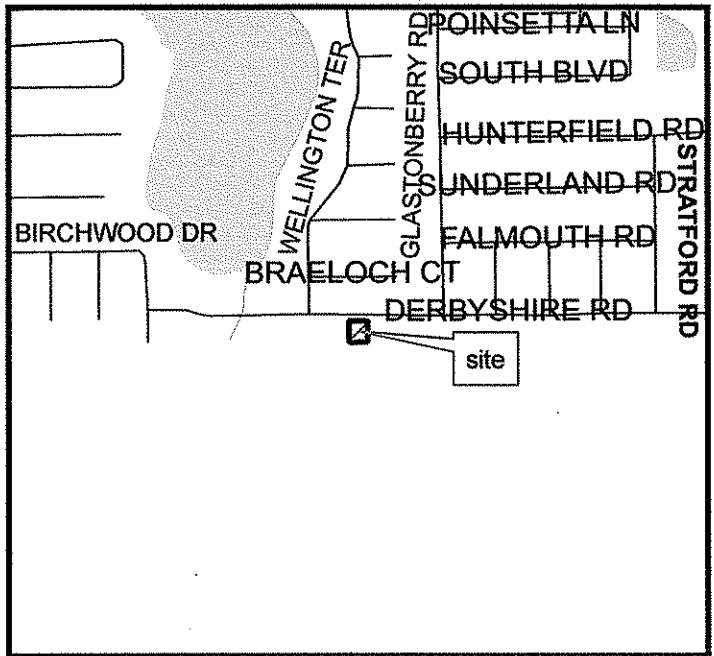 POINSETTA LN
SOUTH BLVD
HUNTERFIELD RD
SUNDERLAND RD
FALMOUTH RD
STRATFORD RD
GLASTONBERRY RD
WELLINGTON TER
BIRCHWOOD DR
BRAELOCH CT
DERBYSHIRE RD
site